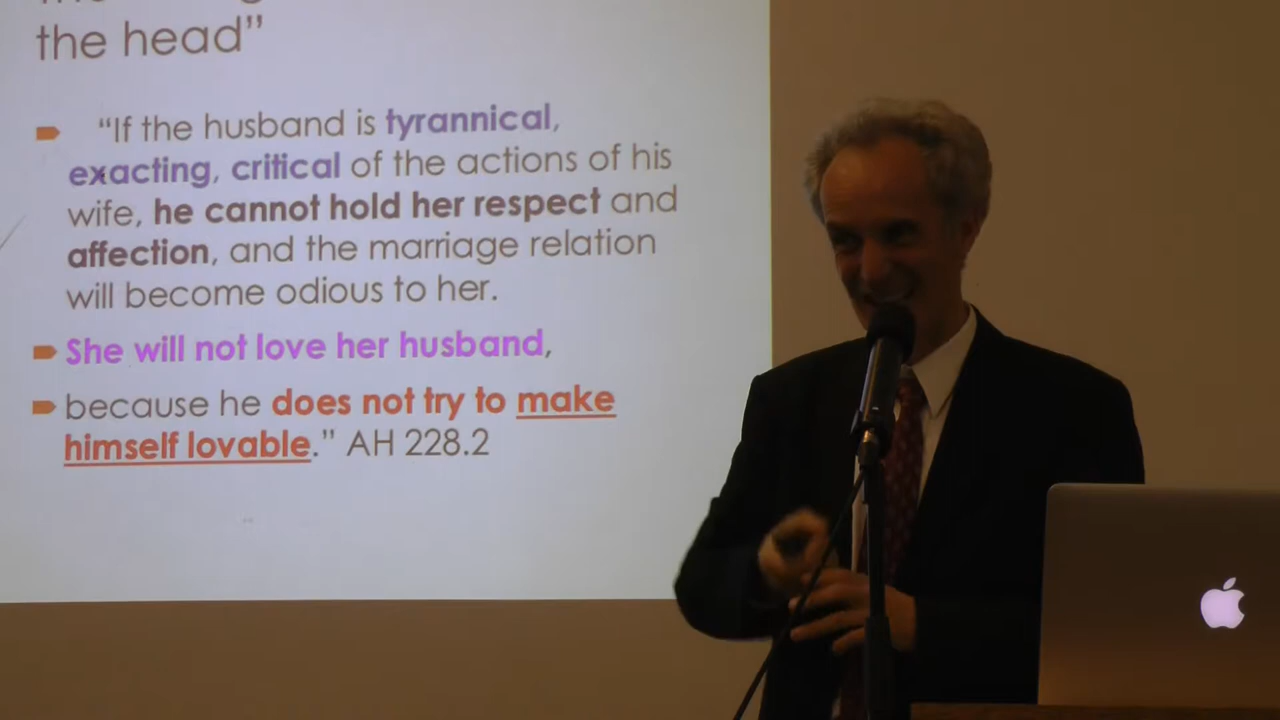 the head”
“If the husband is tyrannical,
exacting, critical of the actions of his
wife, he cannot hold her respect and
affection, and the marriage relation
will become odious to her.
She will not love her husband,
because he does not try to make
himself lovable.” AH 228.2